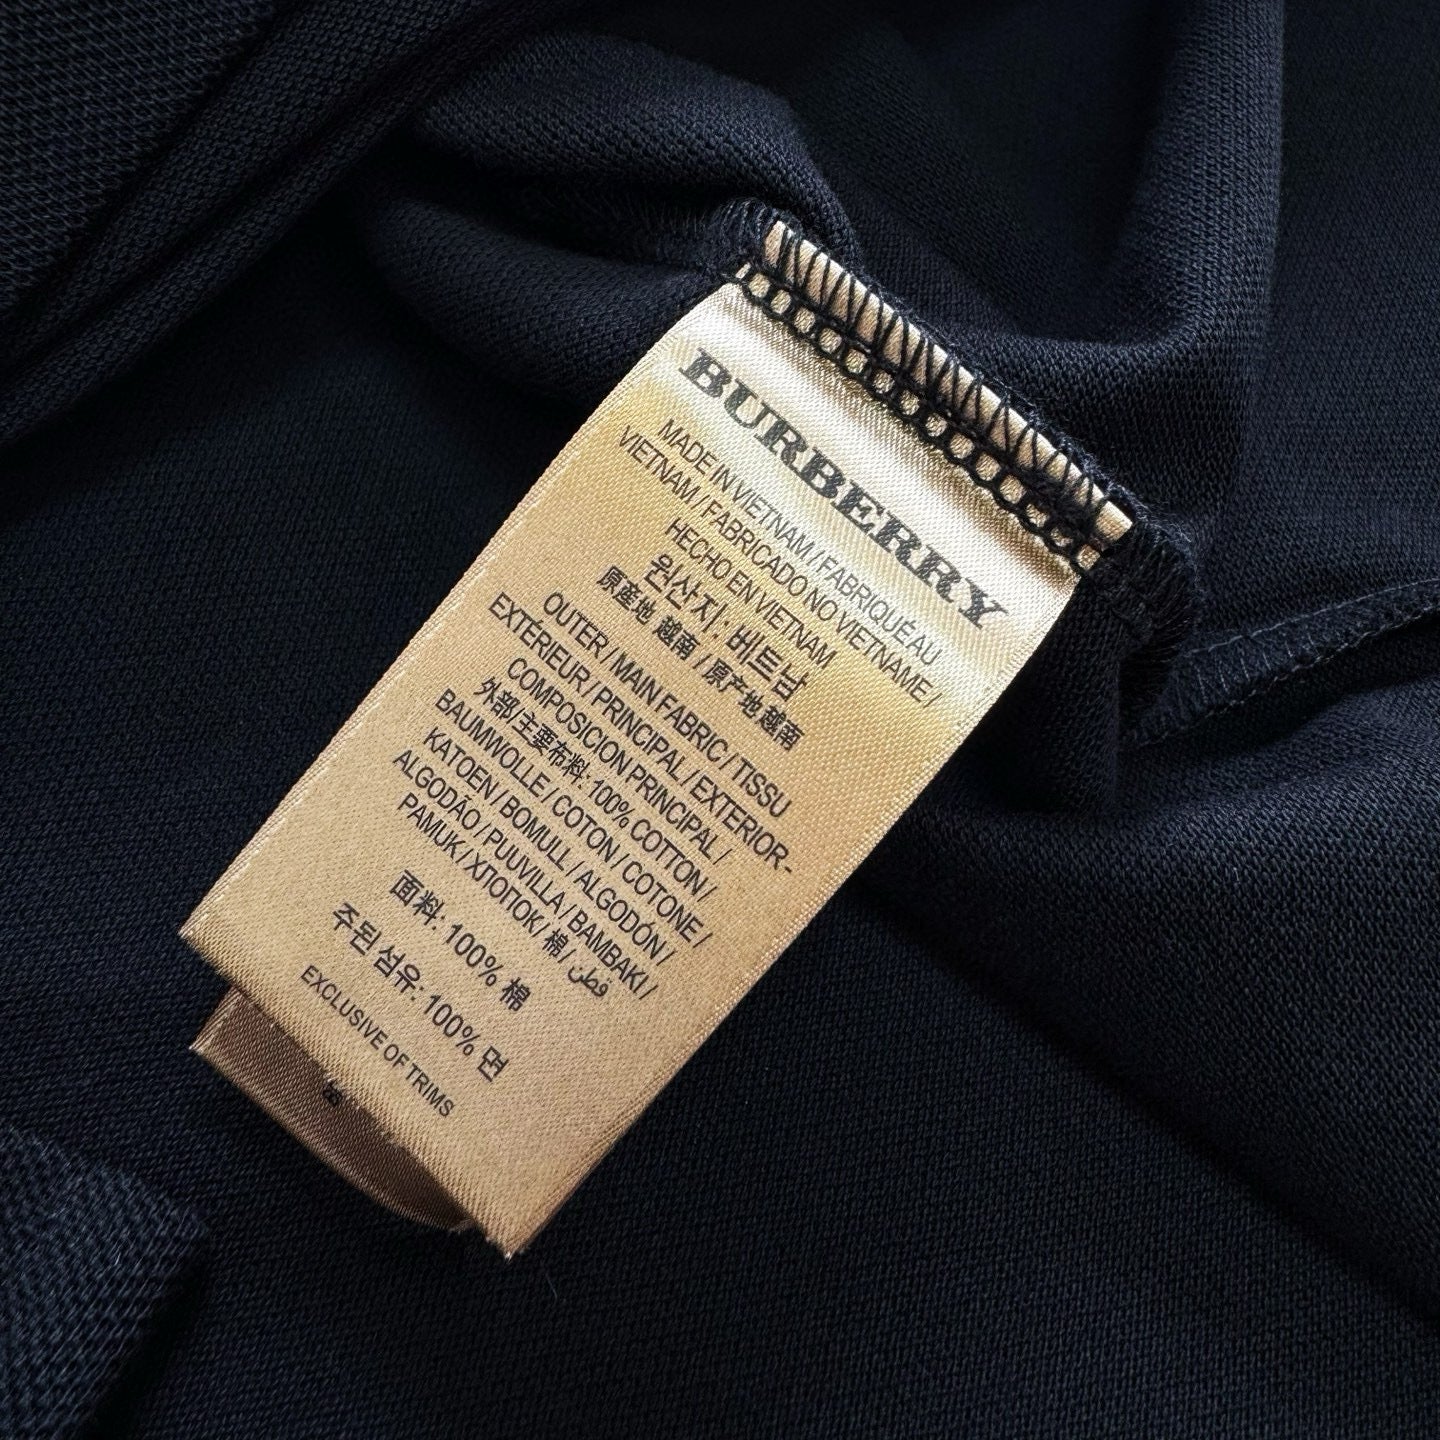 BURBERRY
MADE IN VIETNAM / FABRIQUÉ AU
VIETNAM / FABRICADO NO VIETNAME /
HECHO EN VIETNAM
원산지: 베트남
原産地 越南 / 原产地越南
OUTER / MAIN FABRIC / TISSU
EXTÉRIEUR / PRINCIPAL / EXTERIOR-
COMPOSICION PRINCIPAL /
外部/主要布料: 100% COTTON /
BAUMWOLLE / COTON / COTONE /
KATOEN / BOMULL / ALGODÓN /
ALGODÃO / PUUVILLA / BAMBAKI /
PAMUK / ХЛОПОК / 棉 / قطن
面料: 100% 棉
주된 섬유: 100% 면
EXCLUSIVE OF TRIMS